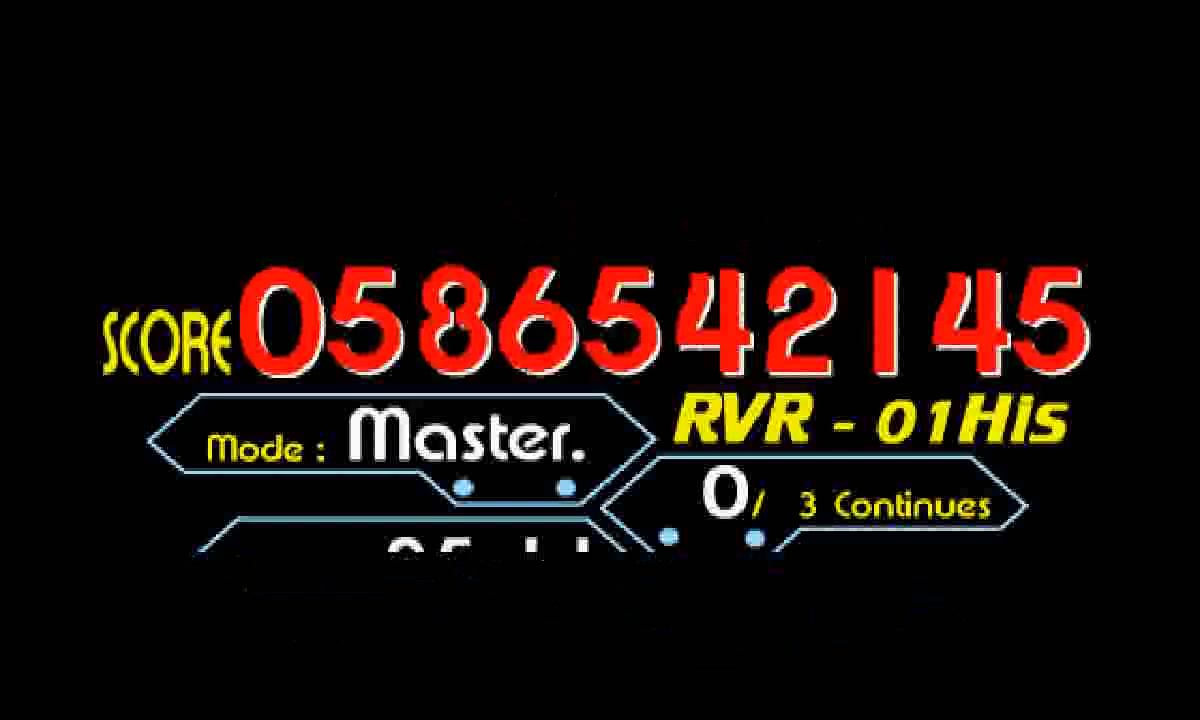 SCORE 0586542145
Mode : Master.
RVR - 01His
0/ 3 Continues